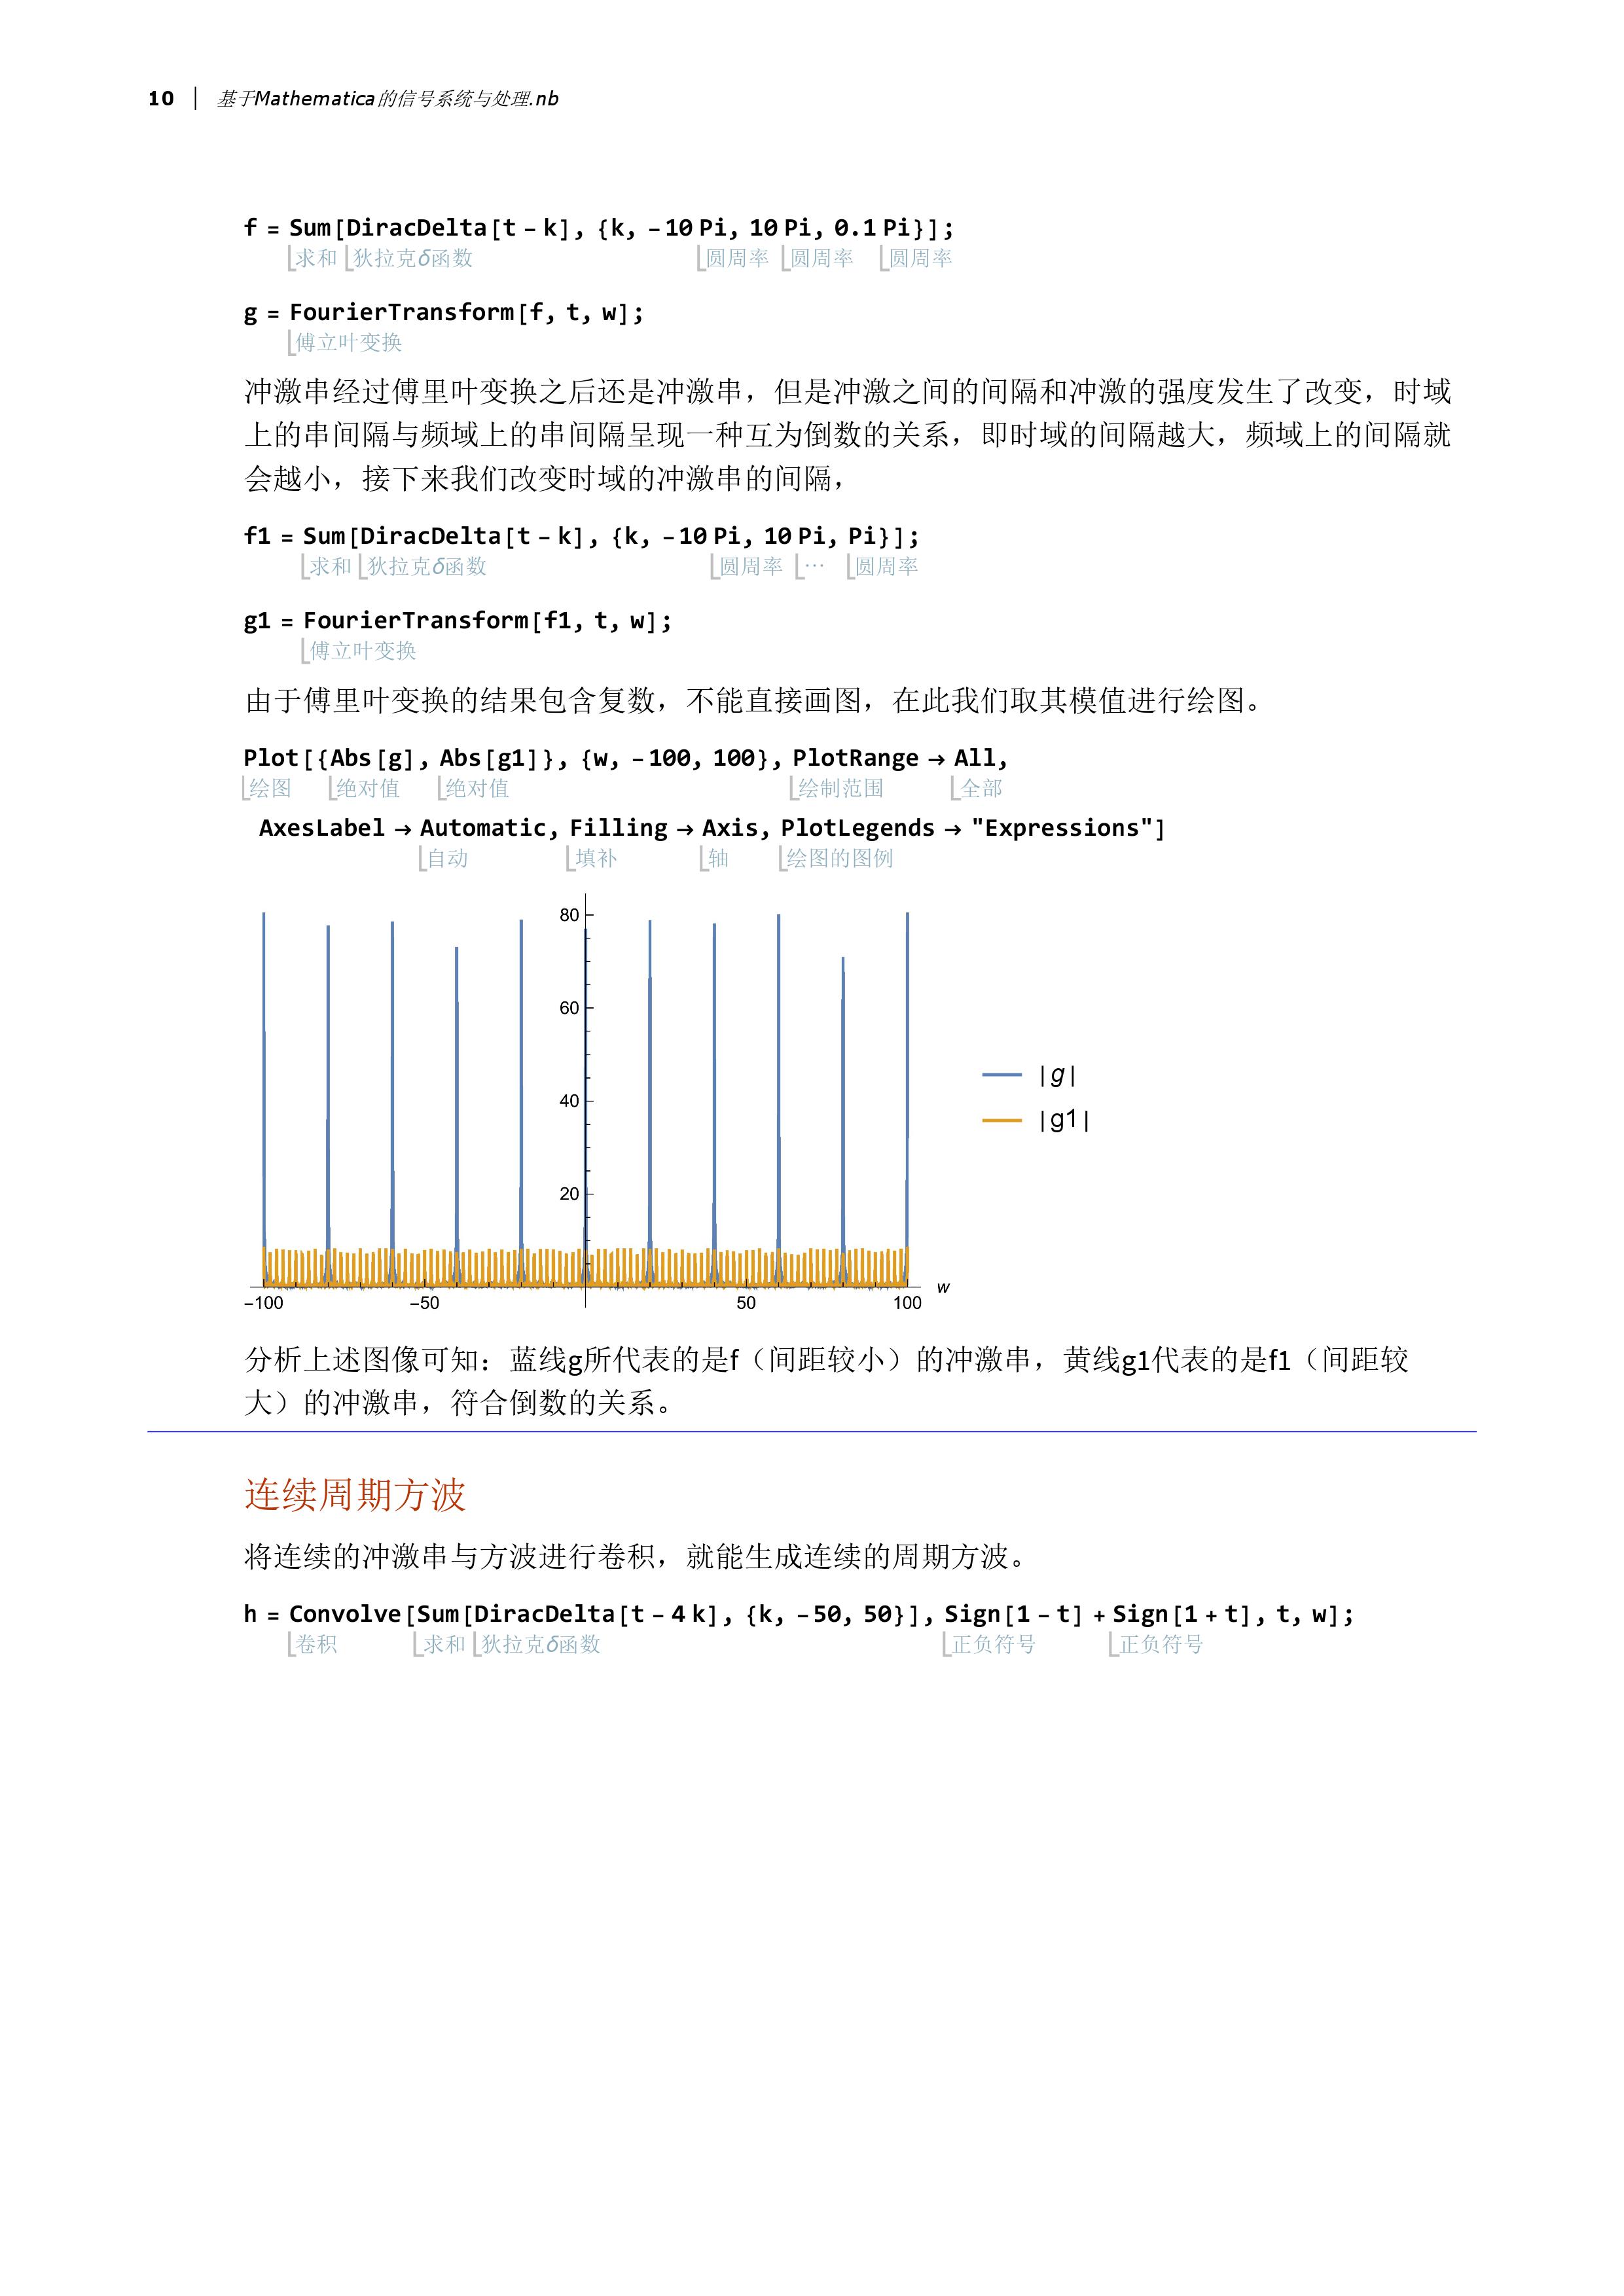 10 | 基于Mathematica的信号系统与处理.nb
f = Sum[DiracDelta[t - k], {k, -10 Pi, 10 Pi, 0.1 Pi}];
求和 狄拉克δ函数 圆周率 圆周率 圆周率
g = FourierTransform[f, t, w];
傅立叶变换
冲激串经过傅里叶变换之后还是冲激串，但是冲激之间的间隔和冲激的强度发生了改变，时域
上的串间隔与频域上的串间隔呈现一种互为倒数的关系，即时域的间隔越大，频域上的间隔就
会越小，接下来我们改变时域的冲激串的间隔，
f1 = Sum[DiracDelta[t - k], {k, -10 Pi, 10 Pi, Pi}];
求和 狄拉克δ函数 圆周率 ⋯ 圆周率
g1 = FourierTransform[f1, t, w];
傅立叶变换
由于傅里叶变换的结果包含复数，不能直接画图，在此我们取其模值进行绘图。
Plot[{Abs[g], Abs[g1]}, {w, -100, 100}, PlotRange → All,
绘图 绝对值 绝对值 绘制范围 全部
AxesLabel → Automatic, Filling → Axis, PlotLegends → "Expressions"]
自动 填补 轴 绘图的图例
80
60
40
20
-100 -50 50 100 w
|g|
|g1|
分析上述图像可知：蓝线g所代表的是f（间距较小）的冲激串，黄线g1代表的是f1（间距较
大）的冲激串，符合倒数的关系。
连续周期方波
将连续的冲激串与方波进行卷积，就能生成连续的周期方波。
h = Convolve[Sum[DiracDelta[t - 4 k], {k, -50, 50}], Sign[1 - t] + Sign[1 + t], t, w];
卷积 求和 狄拉克δ函数 正负符号 正负符号